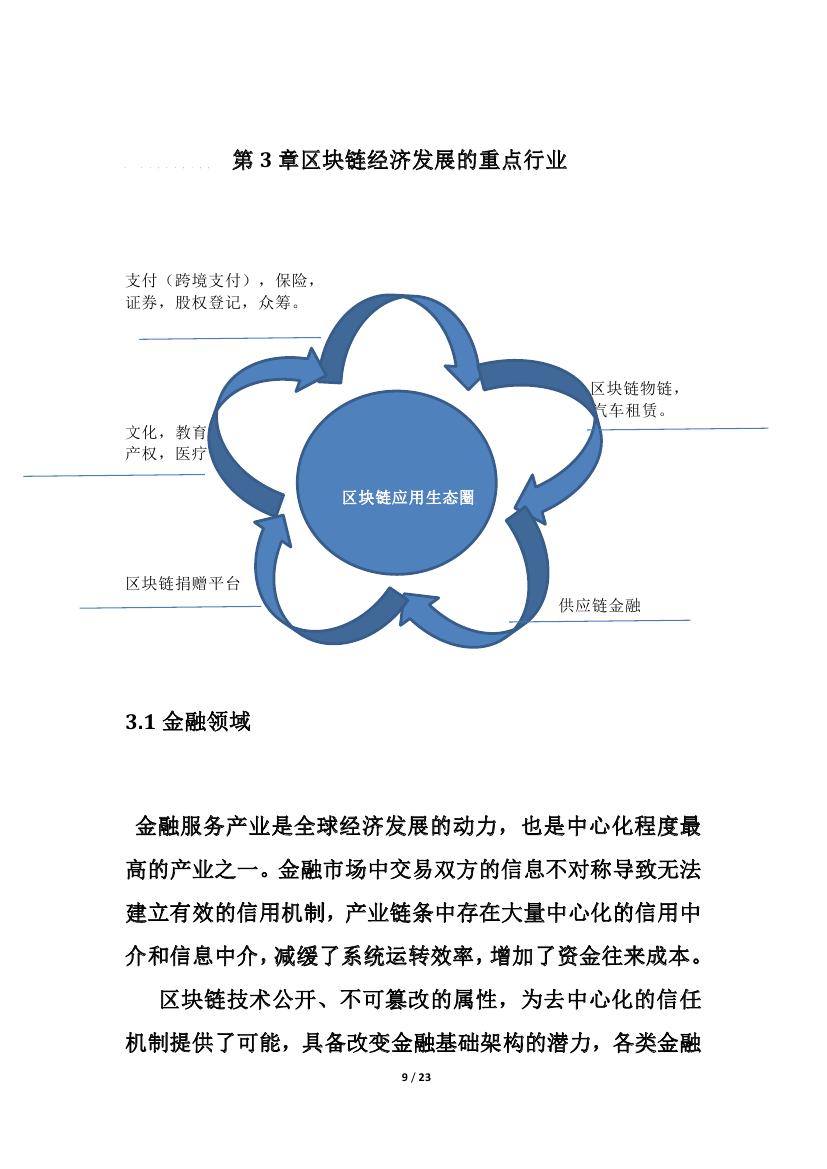 第 3 章区块链经济发展的重点行业
支付（跨境支付），保险，
证券，股权登记，众筹。
区块链物链，
汽车租赁。
文化，教育
产权，医疗
区块链应用生态圈
区块链捐赠平台
供应链金融
3.1 金融领域
金融服务产业是全球经济发展的动力，也是中心化程度最
高的产业之一。金融市场中交易双方的信息不对称导致无法
建立有效的信用机制，产业链条中存在大量中心化的信用中
介和信息中介，减缓了系统运转效率，增加了资金往来成本。
区块链技术公开、不可篡改的属性，为去中心化的信任
机制提供了可能，具备改变金融基础架构的潜力，各类金融
9 / 23